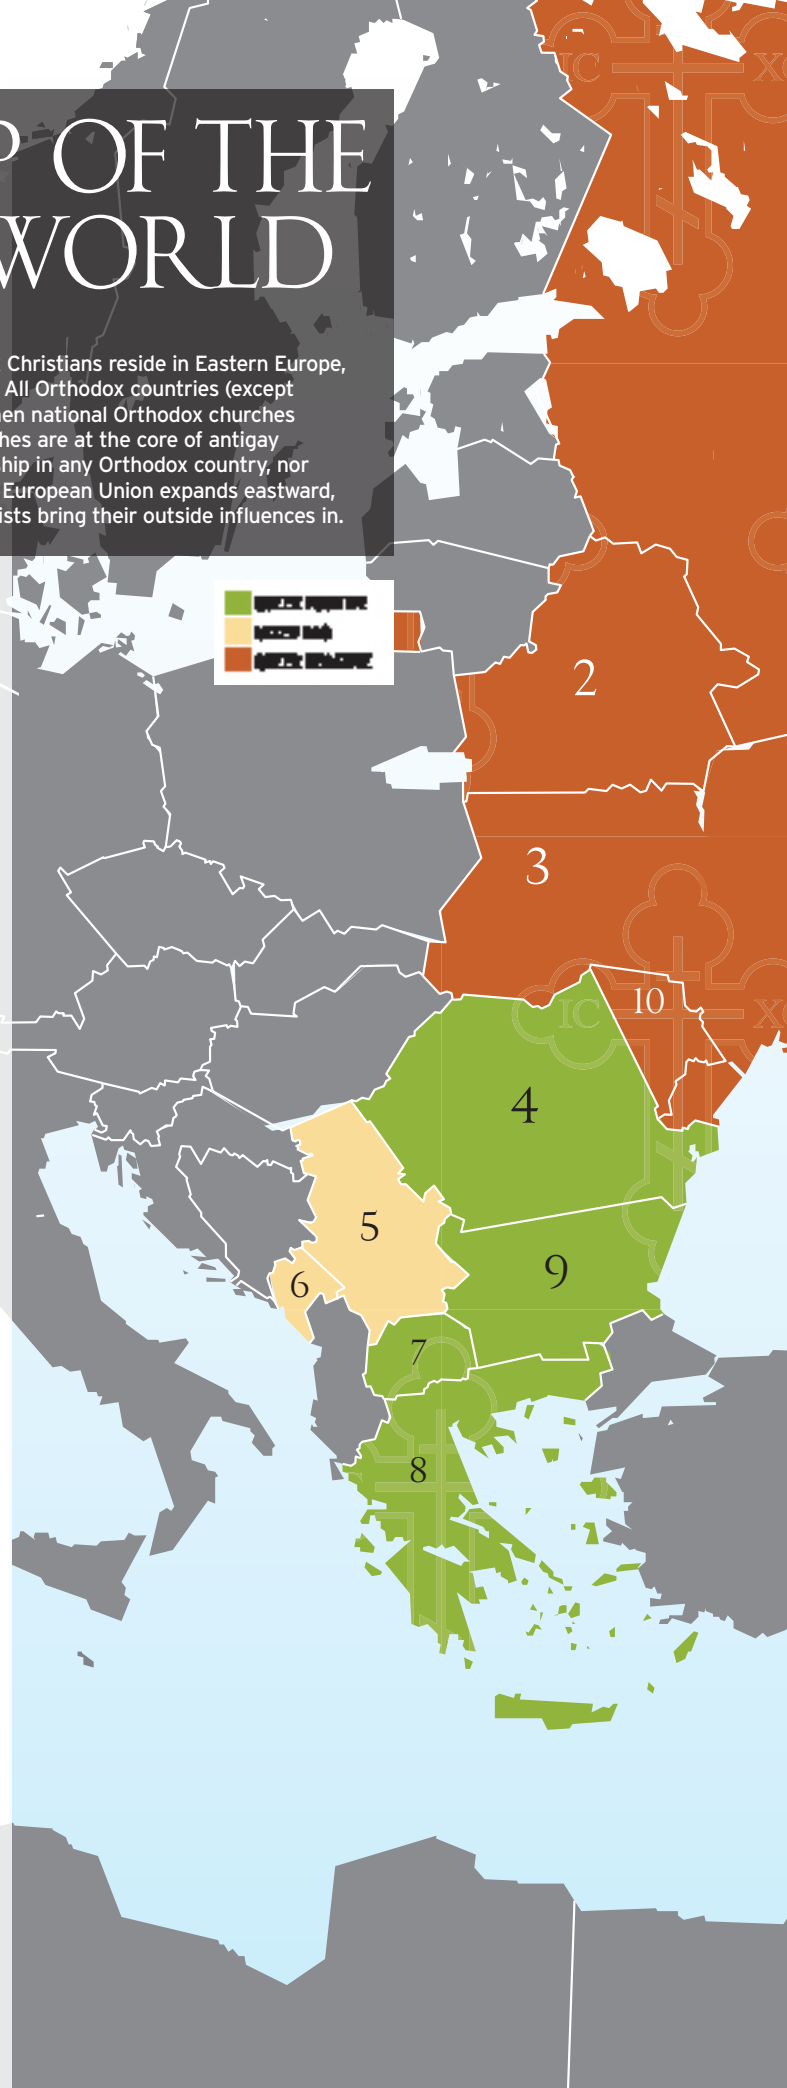 P OF THE
WORLD
Christians reside in Eastern Europe,
All Orthodox countries (except
en national Orthodox churches
hes are at the core of antigay
ship in any Orthodox country, nor
European Union expands eastward,
ists bring their outside influences in.
IC
XC
2
3
10
IC
XC
4
5
6
9
7
8